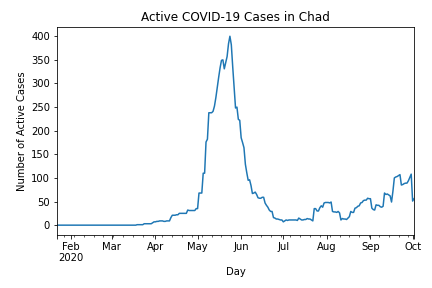 Active COVID-19 Cases in Chad
Number of Active Cases
400
350
300
250
200
150
100
50
0
Feb Mar Apr May Jun Jul Aug Sep Oct
2020
Day